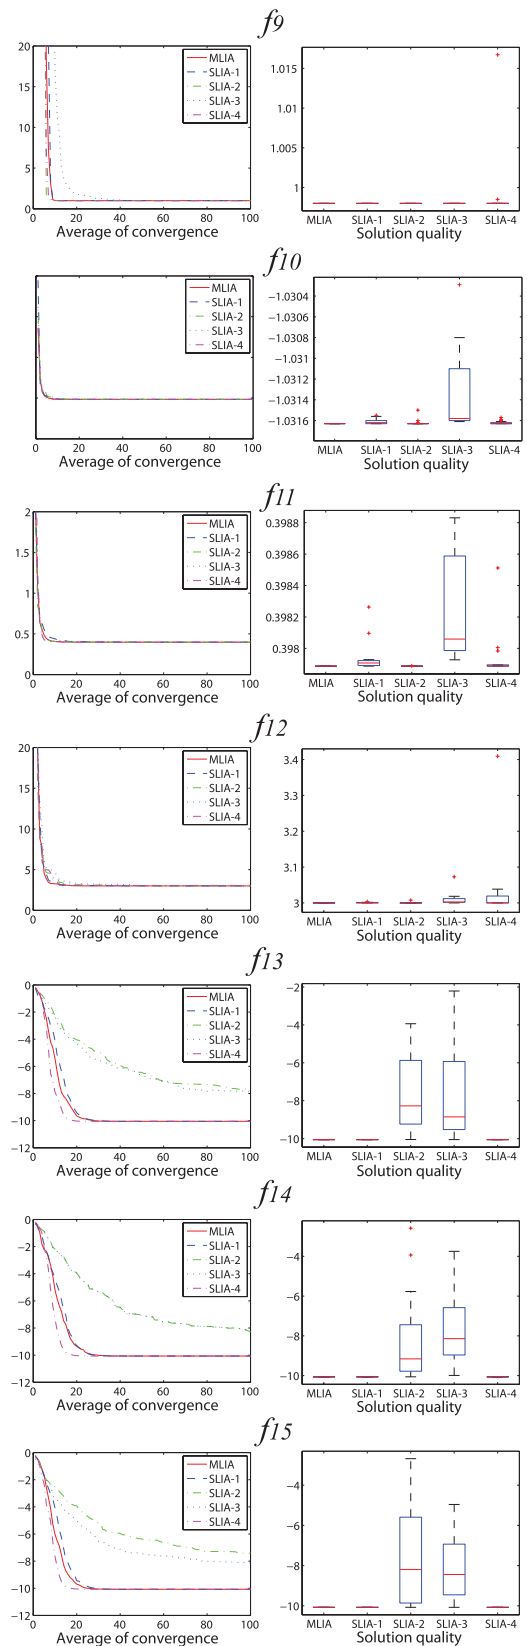 f9
20
15
10
5
0
0 20 40 60 80 100
MLIA
SLIA-1
SLIA-2
SLIA-3
SLIA-4
Average of convergence
1.015
1.01
1.005
1
MLIA SLIA-1 SLIA-2 SLIA-3 SLIA-4
Solution quality
f10
MLIA
SLIA-1
SLIA-2
SLIA-3
SLIA-4
0 20 40 60 80 100
Average of convergence
−1.0304
−1.0306
−1.0308
−1.031
−1.0312
−1.0314
−1.0316
MLIA SLIA-1 SLIA-2 SLIA-3 SLIA-4
Solution quality
f11
2
1.5
1
0.5
0
0 20 40 60 80 100
MLIA
SLIA-1
SLIA-2
SLIA-3
SLIA-4
Average of convergence
0.3988
0.3986
0.3984
0.3982
0.398
MLIA SLIA-1 SLIA-2 SLIA-3 SLIA-4
Solution quality
f12
20
15
10
5
0
0 20 40 60 80 100
MLIA
SLIA-1
SLIA-2
SLIA-3
SLIA-4
Average of convergence
3.4
3.3
3.2
3.1
3
MLIA SLIA-1 SLIA-2 SLIA-3 SLIA-4
Solution quality
f13
0
−2
−4
−6
−8
−10
−12
0 20 40 60 80 100
MLIA
SLIA-1
SLIA-2
SLIA-3
SLIA-4
Average of convergence
−2
−4
−6
−8
−10
MLIA SLIA-1 SLIA-2 SLIA-3 SLIA-4
Solution quality
f14
0
−2
−4
−6
−8
−10
−12
0 20 40 60 80 100
MLIA
SLIA-1
SLIA-2
SLIA-3
SLIA-4
Average of convergence
−4
−6
−8
−10
MLIA SLIA-1 SLIA-2 SLIA-3 SLIA-4
Solution quality
f15
0
−2
−4
−6
−8
−10
−12
0 20 40 60 80 100
MLIA
SLIA-1
SLIA-2
SLIA-3
SLIA-4
Average of convergence
−4
−6
−8
−10
MLIA SLIA-1 SLIA-2 SLIA-3 SLIA-4
Solution quality